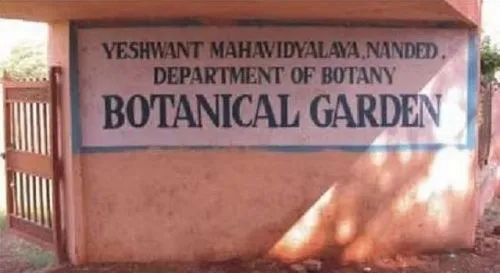 YESHWANT MAHAVIDYALAYA, NANDED.
DEPARTMENT OF BOTANY
BOTANICAL GARDEN